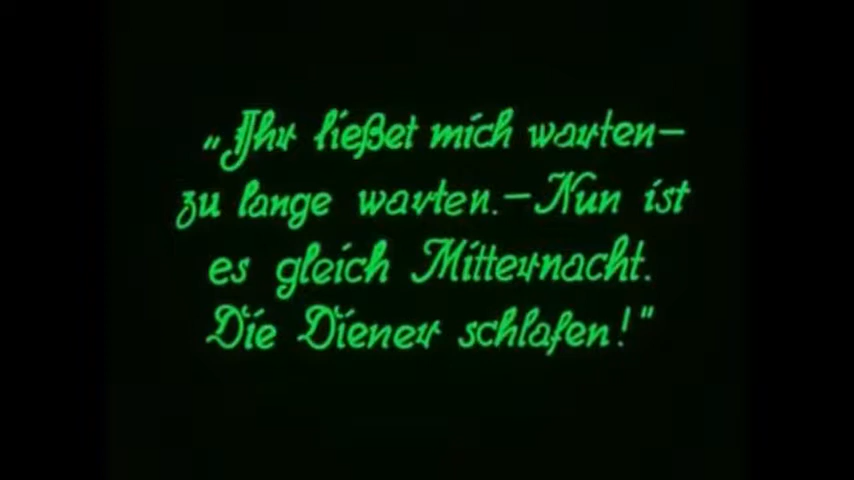 „Ihr ließet mich warten–
zu lange warten.–Nun ist
es gleich Mitternacht.
Die Diener schlafen!"